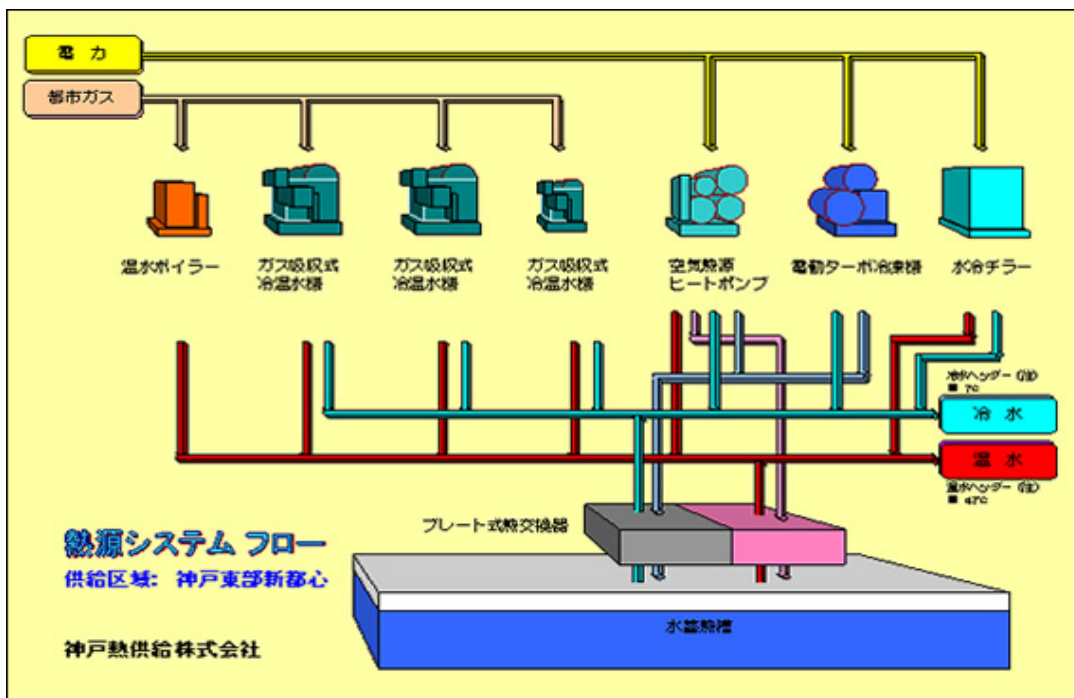 電力
都市ガス
温水ボイラー
ガス吸収式
冷温水機
ガス吸収式
冷温水機
ガス吸収式
冷温水機
空気熱源
ヒートポンプ
電動ターボ冷凍機
水冷チラー
冷水ヘッダー(往)
■ 7℃
冷水
温水
温水ヘッダー(往)
■ 47℃
プレート式熱交換器
熱源システムフロー
供給区域: 神戸東部新都心
水蓄熱槽
神戸熱供給株式会社